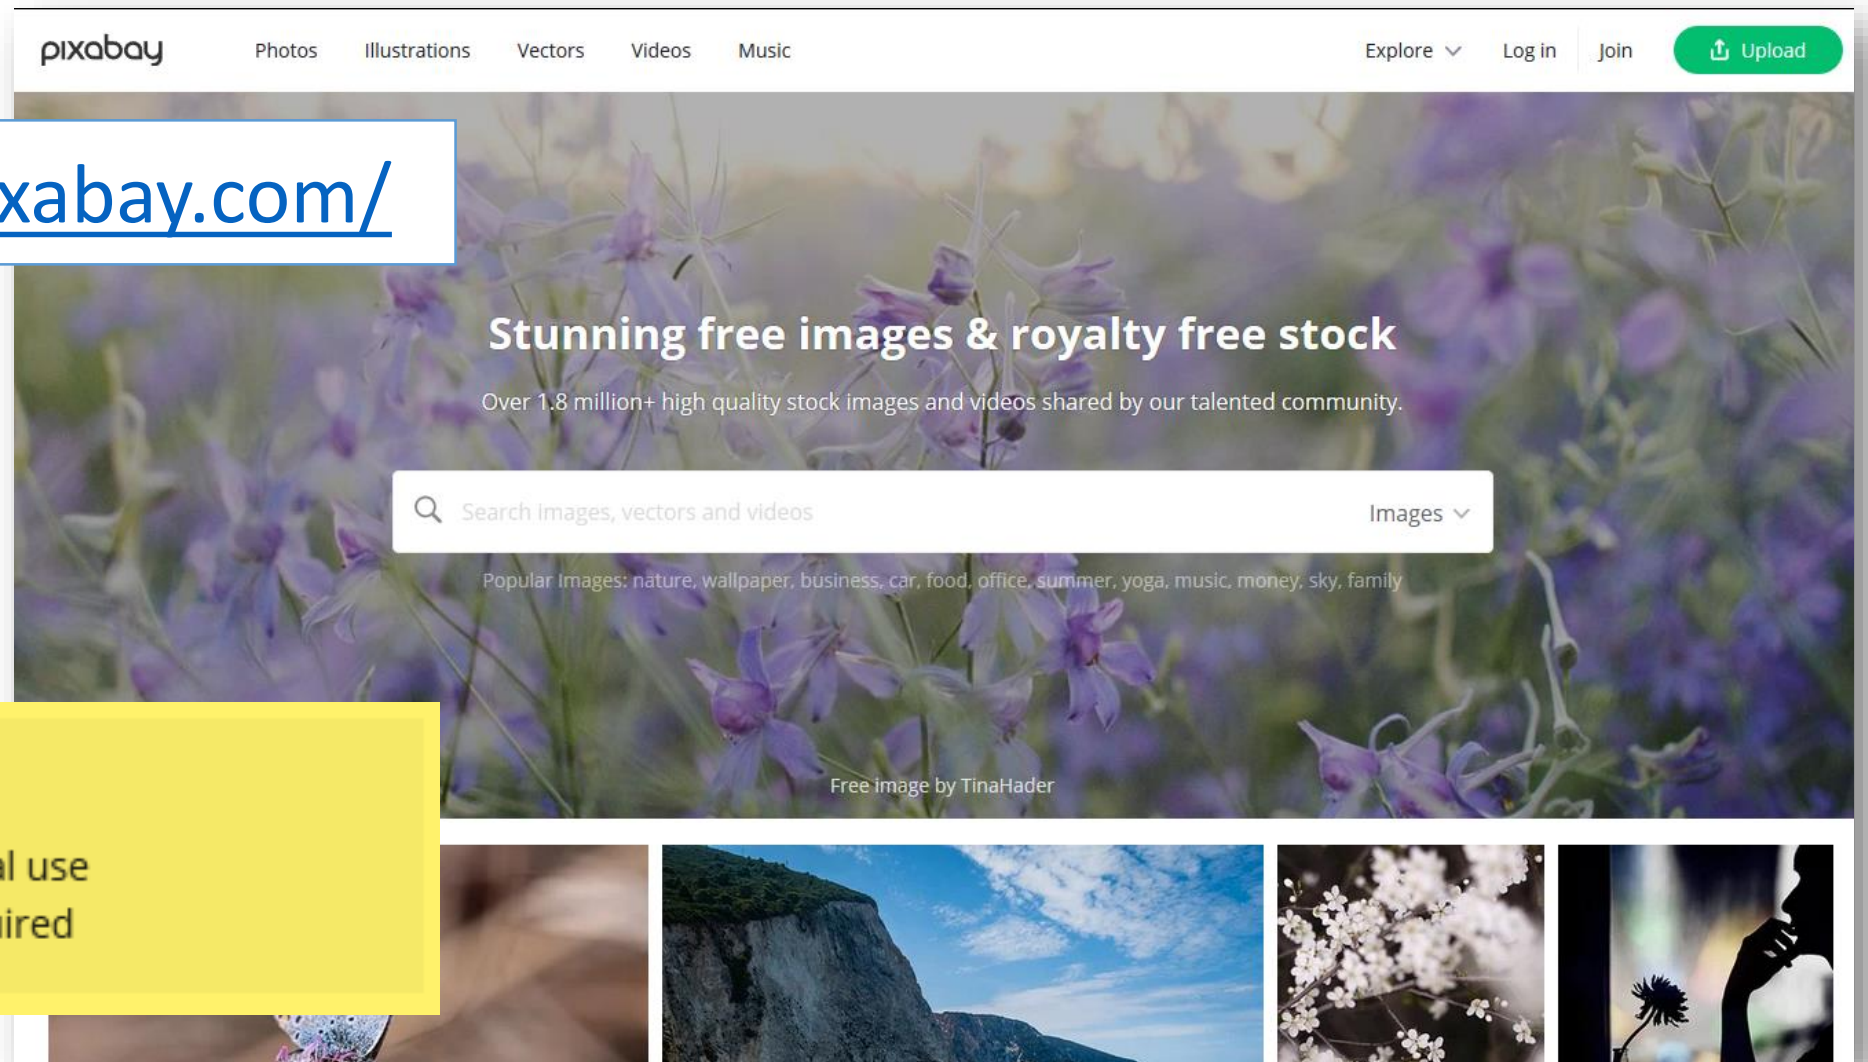 pixabay Photos Illustrations Vectors Videos Music Explore Log in Join Upload
xabay.com/
Stunning free images & royalty free stock
Over 1.8 million+ high quality stock images and videos shared by our talented community.
Search images, vectors and videos Images
Popular Images: nature, wallpaper, business, car, food, office, summer, yoga, music, money, sky, family
Free image by TinaHader
al use
uired